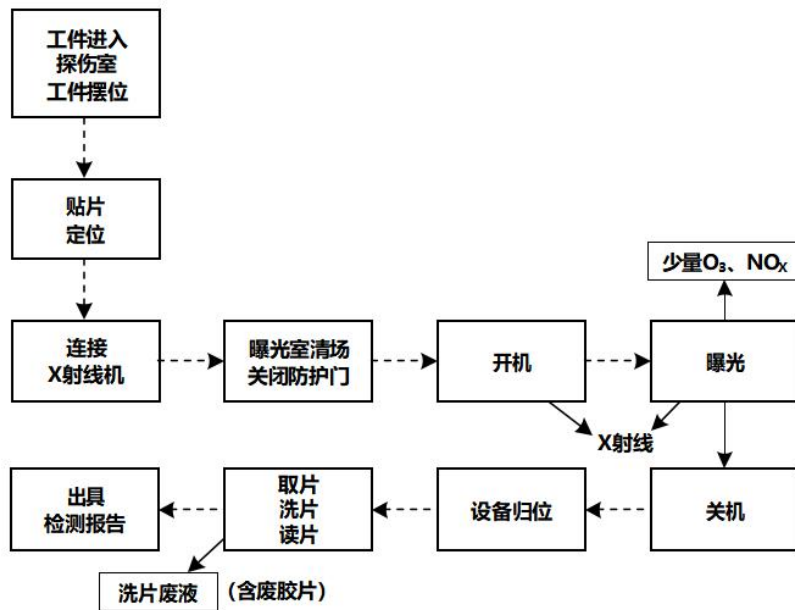 工件进入
探伤室
工件摆位
贴片
定位
少量O₃、NOₓ
连接
X射线机
曝光室清场
关闭防护门
开机
曝光
X射线
出具
检测报告
取片
洗片
读片
设备归位
关机
洗片废液
（含废胶片）